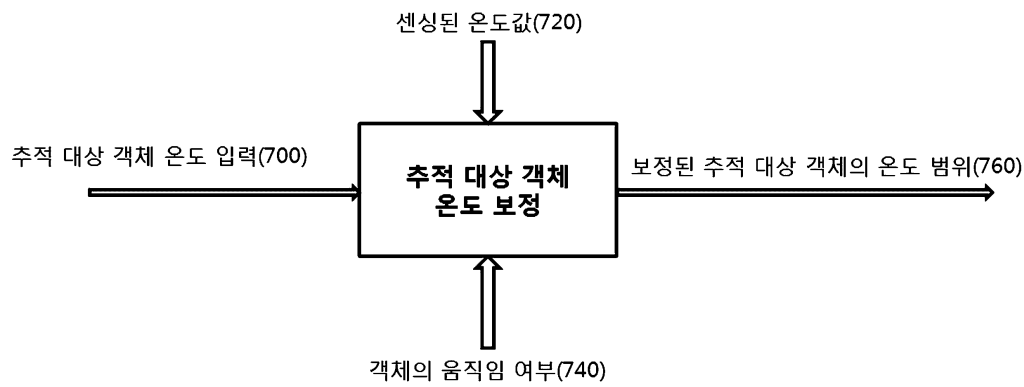 센싱된 온도값(720)
추적 대상 객체 온도 입력(700)
추적 대상 객체
온도 보정
보정된 추적 대상 객체의 온도 범위(760)
객체의 움직임 여부(740)